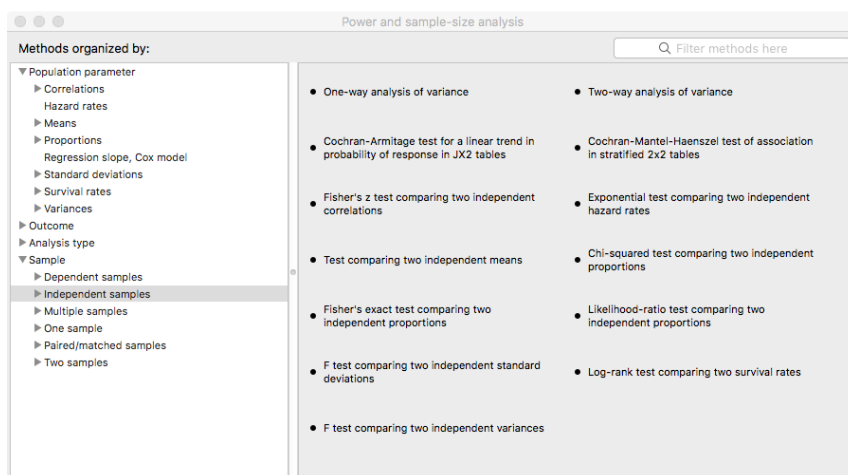 Power and sample-size analysis
Methods organized by:
Filter methods here
Population parameter
Correlations
Hazard rates
Means
Proportions
Regression slope, Cox model
Standard deviations
Survival rates
Variances
Outcome
Analysis type
Sample
Dependent samples
Independent samples
Multiple samples
One sample
Paired/matched samples
Two samples
One-way analysis of variance
Two-way analysis of variance
Cochran-Armitage test for a linear trend in
probability of response in JX2 tables
Cochran-Mantel-Haenszel test of association
in stratified 2x2 tables
Fisher's z test comparing two independent
correlations
Exponential test comparing two independent
hazard rates
Test comparing two independent means
Chi-squared test comparing two independent
proportions
Fisher's exact test comparing two
independent proportions
Likelihood-ratio test comparing two
independent proportions
F test comparing two independent standard
deviations
Log-rank test comparing two survival rates
F test comparing two independent variances